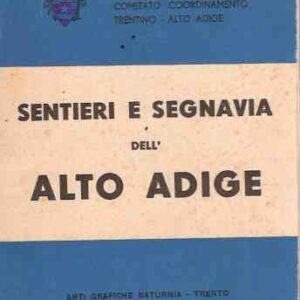 COMITATO COORDINAMENTO
TRENTINO - ALTO ADIGE
SENTIERI E SEGNAVIA
DELL'
ALTO ADIGE
ARTI GRAFICHE SATURNIA - TRENTO